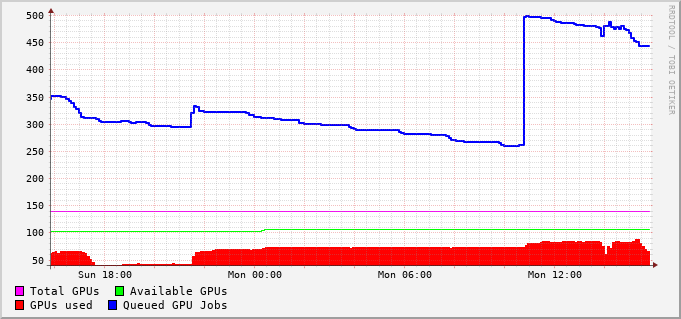 500
450
400
350
300
250
200
150
100
50
Sun 18:00 Mon 00:00 Mon 06:00 Mon 12:00
Total GPUs Available GPUs
GPUs used Queued GPU Jobs
RRDTOOL / TOBI OETIKER